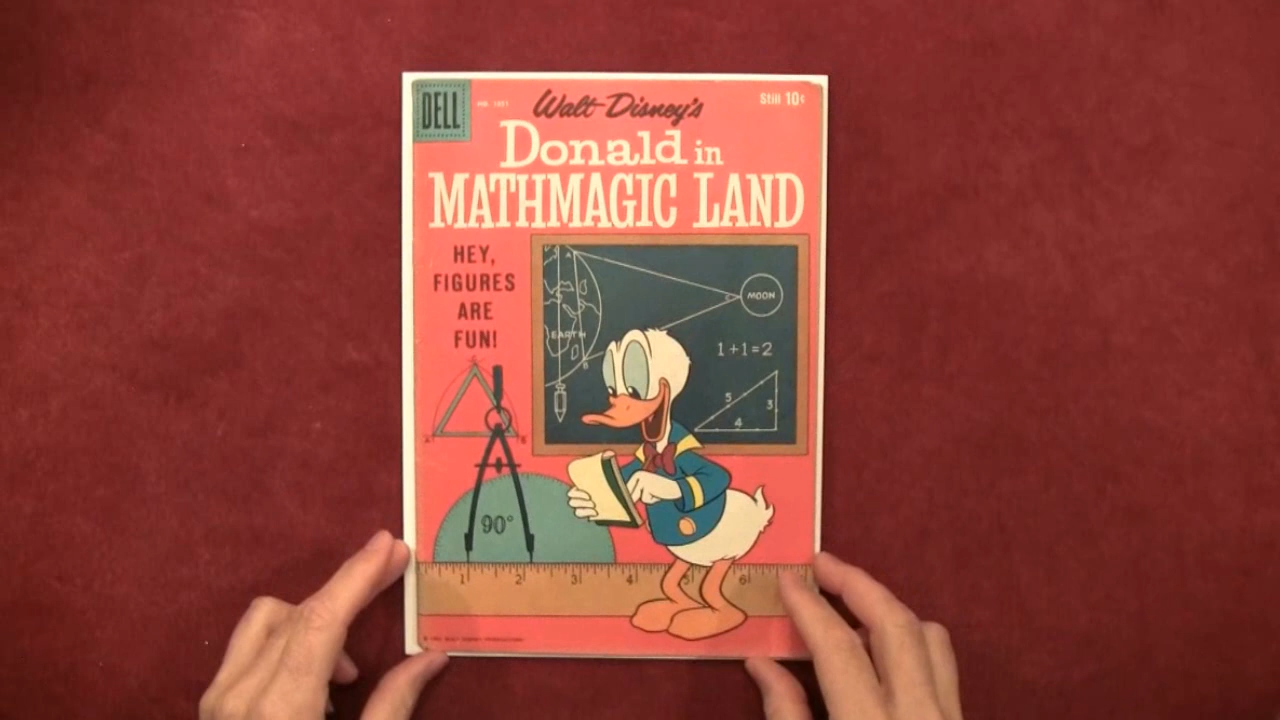 DELL
Walt Disney's
Still 10¢
Donald in
MATHMAGIC LAND
HEY,
FIGURES
ARE
FUN!
A
C
MOON
EARTH
B
1+1=2
5
3
4
C
A
B
90°
1 2 3 4 5 6